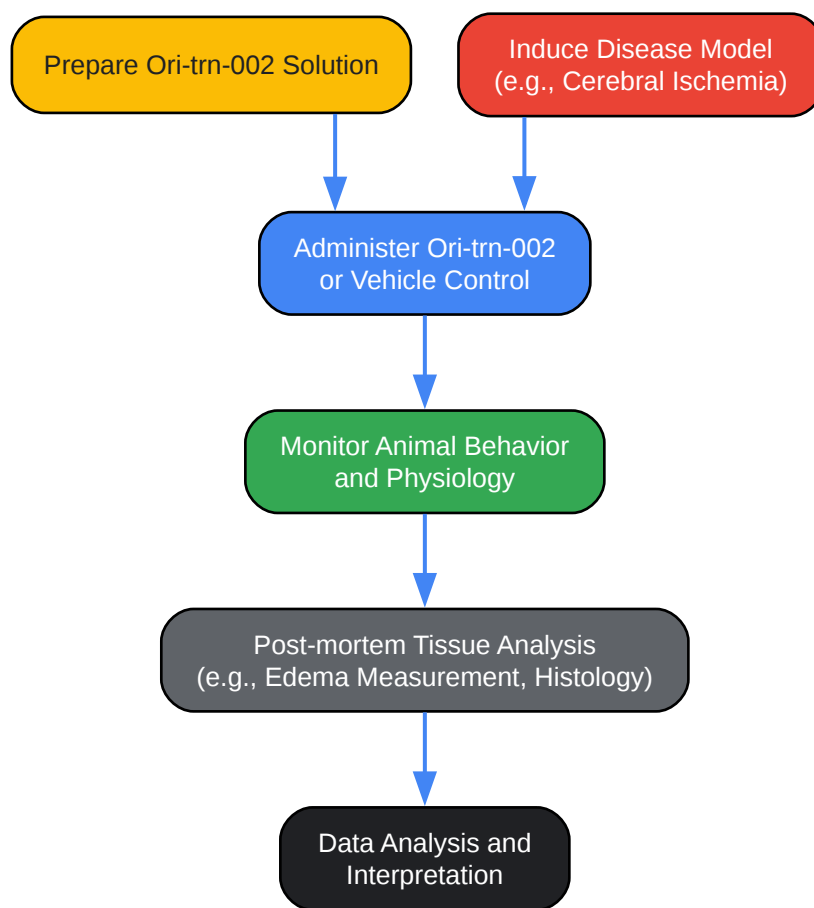 Prepare Ori-trn-002 Solution
Induce Disease Model
(e.g., Cerebral Ischemia)
Administer Ori-trn-002
or Vehicle Control
Monitor Animal Behavior
and Physiology
Post-mortem Tissue Analysis
(e.g., Edema Measurement, Histology)
Data Analysis and
Interpretation